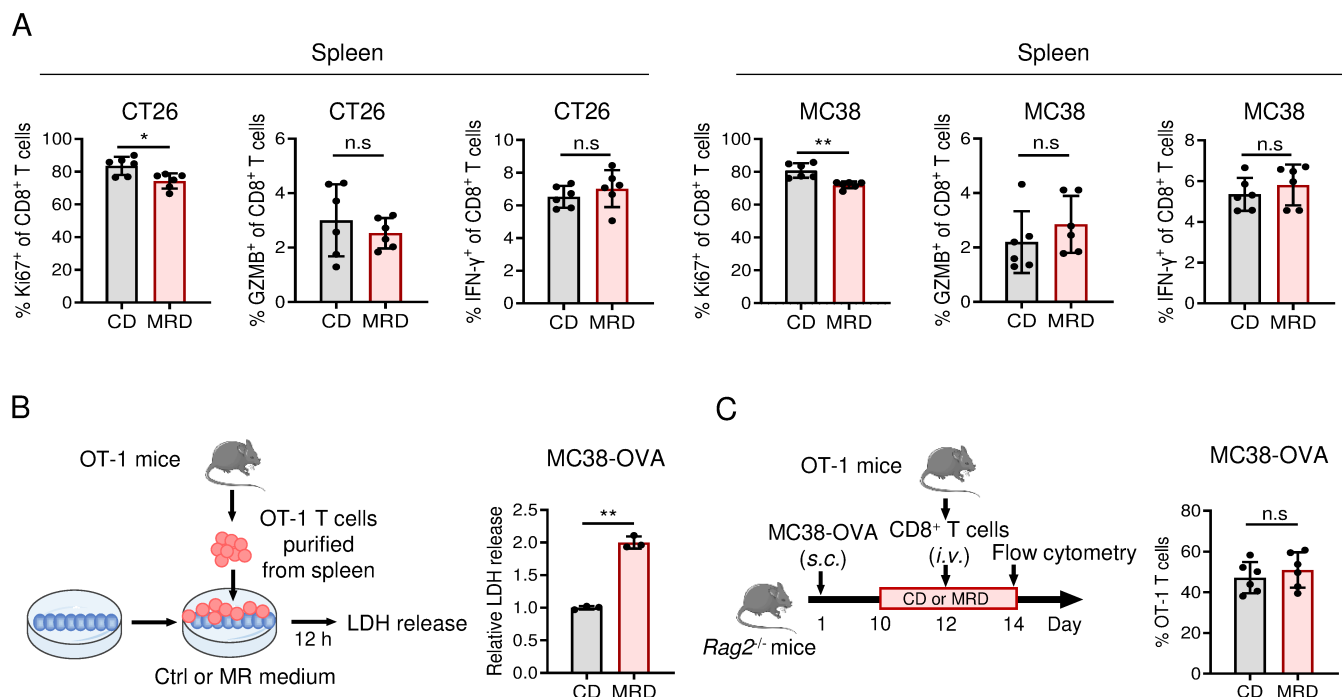 A
Spleen
CT26
% Ki67⁺ of CD8⁺ T cells
100
80
60
40
20
0
*
CD
MRD
CT26
% GZMB⁺ of CD8⁺ T cells
6
4
2
0
n.s
CD
MRD
CT26
% IFN-γ⁺ of CD8⁺ T cells
10
8
6
4
2
0
n.s
CD
MRD
Spleen
MC38
% Ki67⁺ of CD8⁺ T cells
100
80
60
40
20
0
**
CD
MRD
MC38
% GZMB⁺ of CD8⁺ T cells
6
4
2
0
n.s
CD
MRD
MC38
% IFN-γ⁺ of CD8⁺ T cells
8
6
4
2
0
n.s
CD
MRD
B
OT-1 mice
OT-1 T cells
purified
from spleen
12 h
LDH release
Ctrl or MR medium
MC38-OVA
Relative LDH release
2.5
2.0
1.5
1.0
2.0
0.0
**
CD
MRD
C
OT-1 mice
MC38-OVA
(s.c.)
CD8⁺ T cells
(i.v.)
Flow cytometry
CD or MRD
1
10
12
14
Day
Rag2⁻/⁻ mice
MC38-OVA
% OT-1 T cells
80
60
40
20
0
n.s
CD
MRD